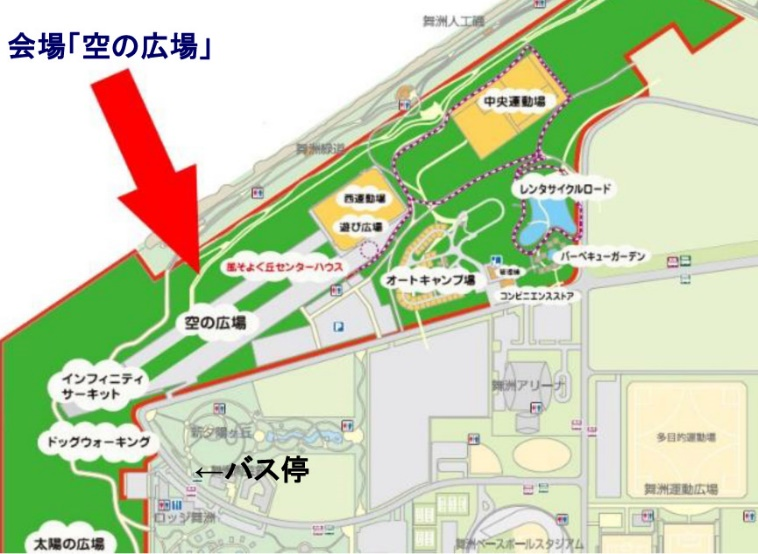 会場「空の広場」
舞洲人工磯
中央運動場
舞洲緑道
レンタサイクルロード
西運動場
遊び広場
風そよぐ丘センターハウス
バーベキューガーデン
オートキャンプ場
管理棟
コンビニエンスストア
空の広場
P
インフィニティ
サーキット
舞洲アリーナ
ドッグウォーキング
新夕陽ヶ丘
多目的運動場
←バス停
舞洲運動広場
ロッジ舞洲
太陽の広場
舞洲ベースボールスタジアム